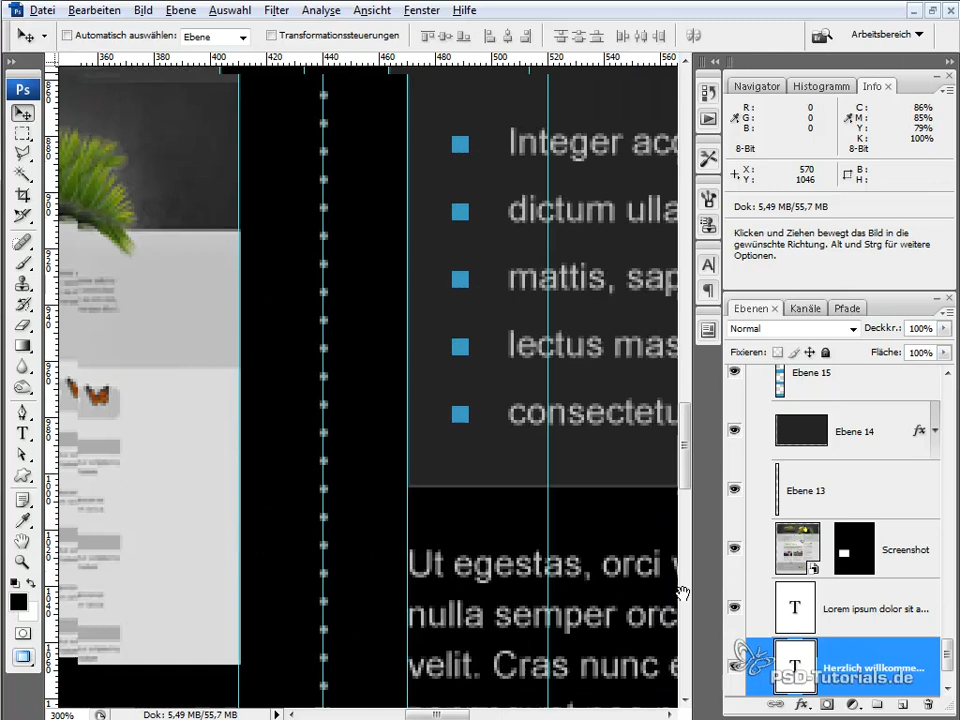 Datei Bearbeiten Bild Ebene Auswahl Filter Analyse Ansicht Fenster Hilfe
Automatisch auswählen: Ebene Transformationssteuerungen Arbeitsbereich
360 380 400 420 440 460 480 500 520 540 560
Ps
Integer acc
dictum ulla
mattis, sap
lectus mas
consectetu
Ut egestas, orci v
nulla semper orc
velit. Cras nunc e
Navigator Histogramm Info
R: 0 C: 86%
G: 0 M: 85%
B: 0 Y: 79%
K: 100%
8-Bit 8-Bit
X: 570 B:
Y: 1046 H:
Dok: 5,49 MB/55,7 MB
Klicken und Ziehen bewegt das Bild in die
gewünschte Richtung. Alt und Strg für weitere
Optionen.
Ebenen Kanäle Pfade
Normal Deckkr.: 100%
Fixieren: Fläche: 100%
Ebene 15
Ebene 14 fx
Ebene 13
Screenshot
T Lorem ipsum dolor sit a...
T Herzlich willkomme...
PSD-Tutorials.de
300% Dok: 5,49 MB/55,7 MB